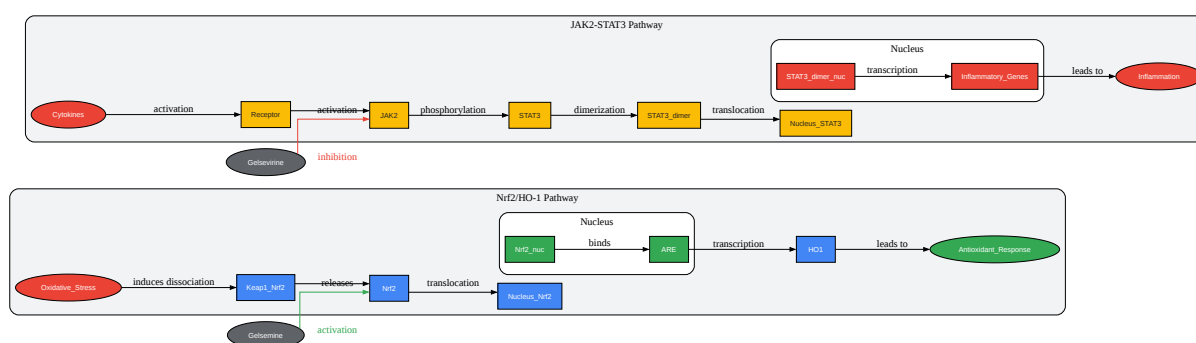 JAK2-STAT3 Pathway
Nucleus
STAT3_dimer_nuc
transcription
Inflammatory_Genes
leads to
Inflammation
Cytokines
activation
Receptor
activation
JAK2
phosphorylation
STAT3
dimerization
STAT3_dimer
translocation
Nucleus_STAT3
Gelsevirine
inhibition
Nrf2/HO-1 Pathway
Nucleus
Nrf2_nuc
binds
ARE
transcription
HO1
leads to
Antioxidant_Response
Oxidative_Stress
induces dissociation
Keap1_Nrf2
releases
Nrf2
translocation
Nucleus_Nrf2
Gelsemine
activation